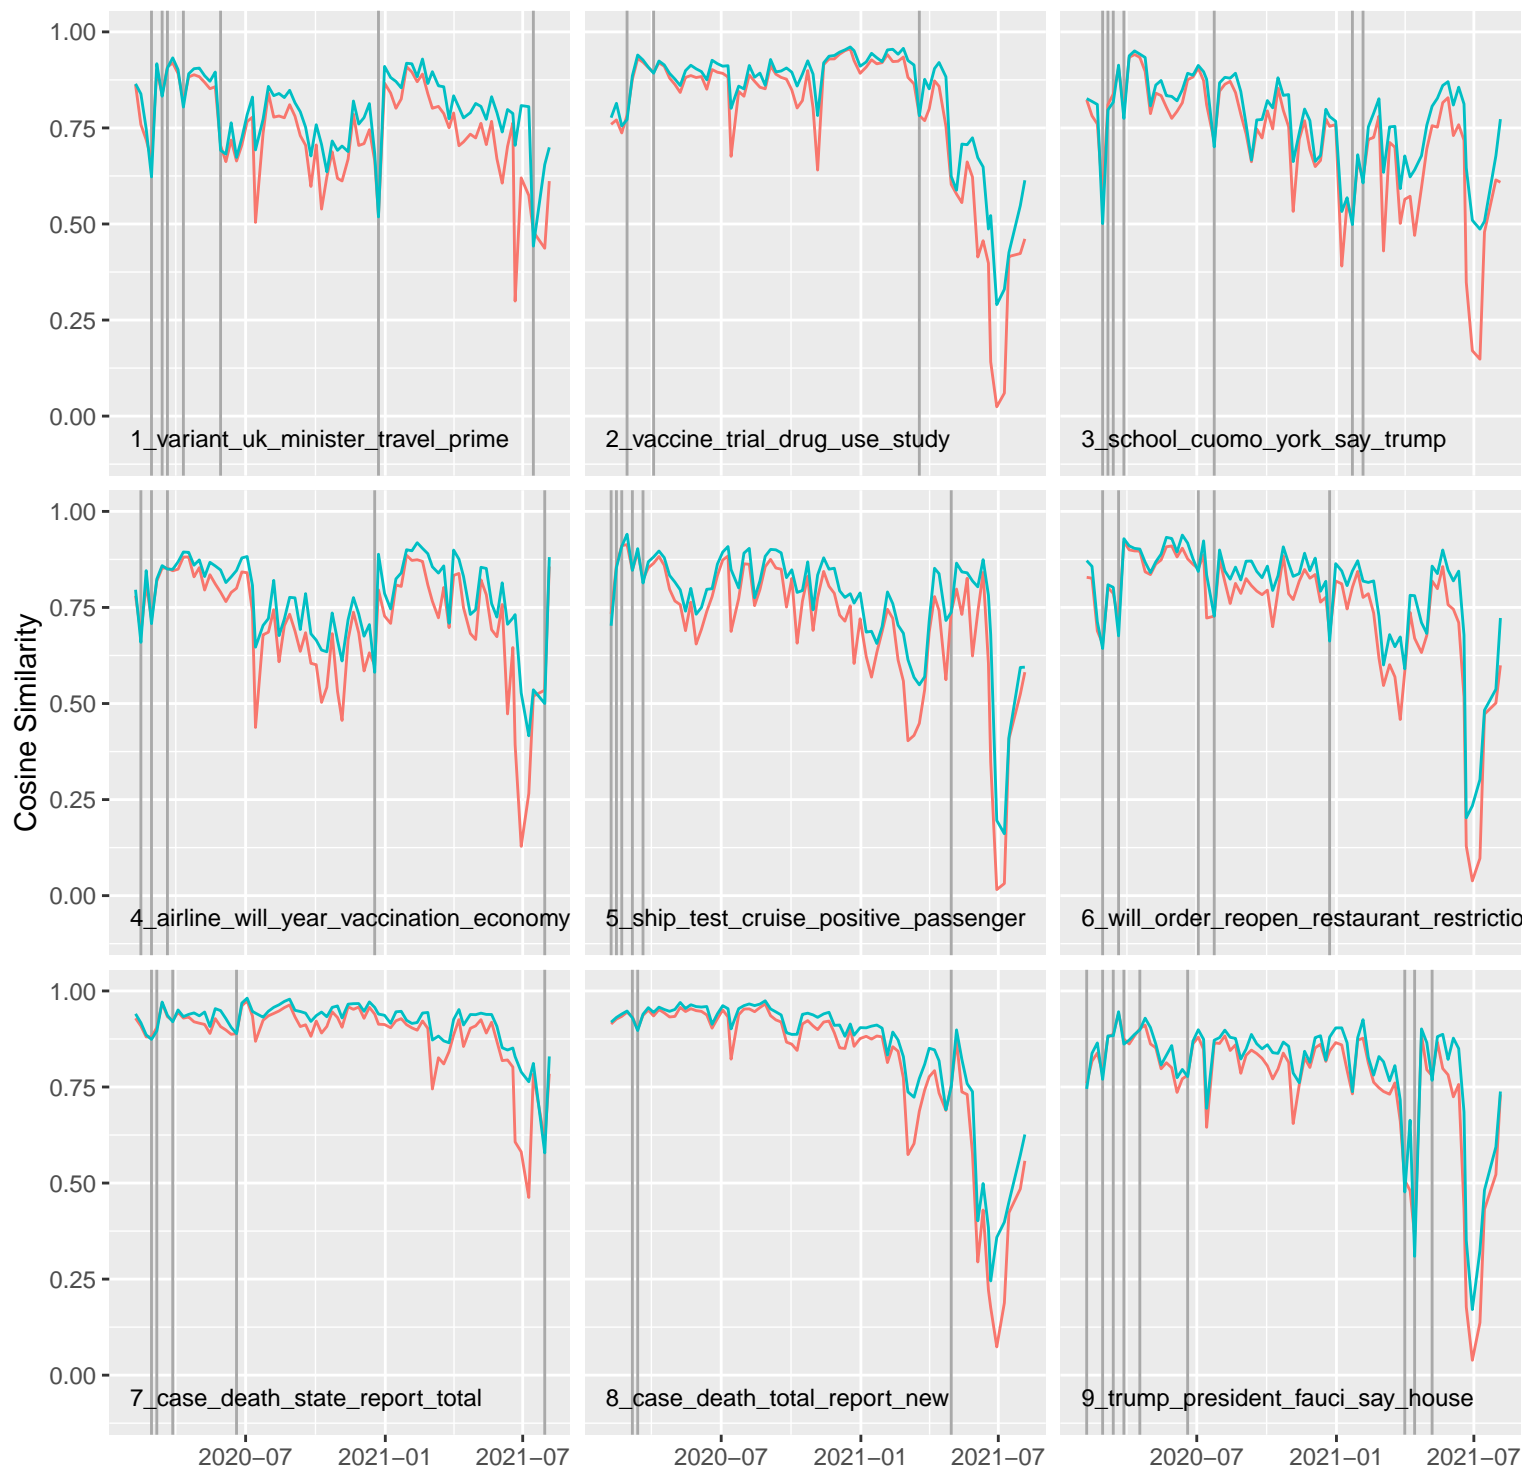 1.00
0.75
0.50
0.25
0.00
1_variant_uk_minister_travel_prime
2_vaccine_trial_drug_use_study
3_school_cuomo_york_say_trump
Cosine Similarity
1.00
0.75
0.50
0.25
0.00
4_airline_will_year_vaccination_economy
5_ship_test_cruise_positive_passenger
6_will_order_reopen_restaurant_restrictio
1.00
0.75
0.50
0.25
0.00
7_case_death_state_report_total
8_case_death_total_report_new
9_trump_president_fauci_say_house
2020−07 2021−01 2021−07
2020−07 2021−01 2021−07
2020−07 2021−01 2021−07